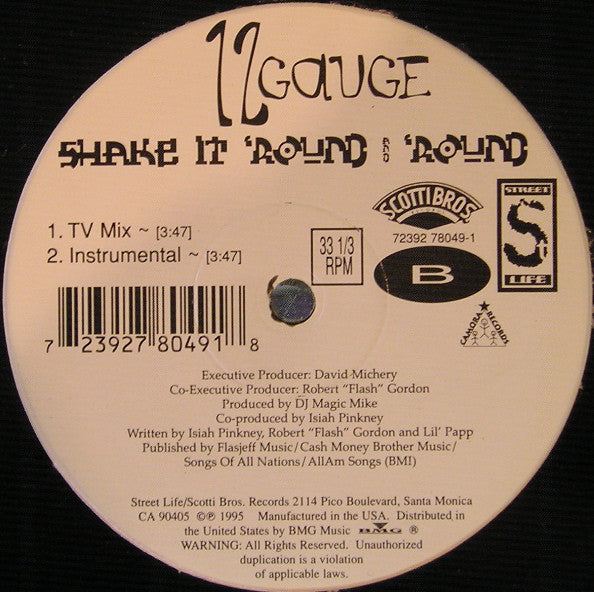 12 GAUGE
SHAKE IT 'ROUND AND 'ROUND
1. TV Mix ~ [3:47]
2. Instrumental ~ [3:47]
33 1/3
RPM
SCOTTI BROS.
RECORDS
72392 78049-1
B
STREET
SL
LIFE
CAMORA RECORDS
7 23927 80491 8
Executive Producer: David Michery
Co-Executive Producer: Robert "Flash" Gordon
Produced by DJ Magic Mike
Co-produced by Isiah Pinkney
Written by Isiah Pinkney, Robert "Flash" Gordon and Lil' Papp
Published by Flasjeff Music/Cash Money Brother Music/
Songs Of All Nations/AllAm Songs (BMI)
Street Life/Scotti Bros. Records 2114 Pico Boulevard, Santa Monica
CA 90405 ©℗ 1995 Manufactured in the USA. Distributed in
the United States by BMG Music BMG ®
WARNING: All Rights Reserved. Unauthorized
duplication is a violation
of applicable laws.